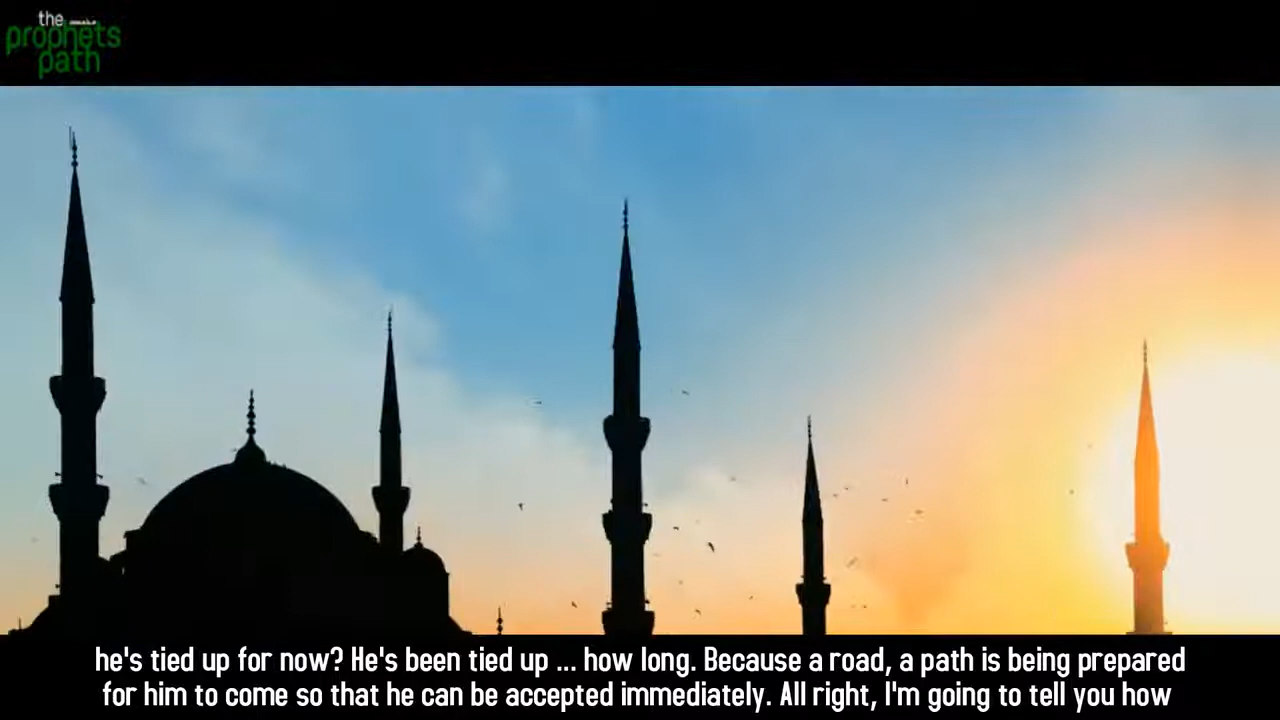 the
prophets
path
he's tied up for now? He's been tied up ... how long. Because a road, a path is being prepared
for him to come so that he can be accepted immediately. All right, I'm going to tell you how